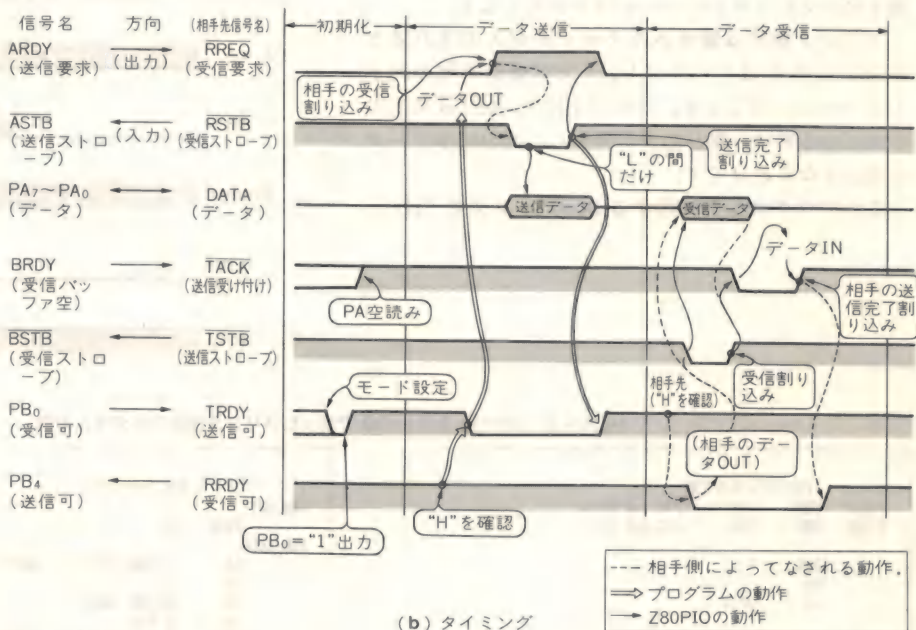 信号名 方向 (相手先信号名)
初期化 データ送信 データ受信
ARDY (出力) RREQ
(送信要求) (受信要求)
相手の受信
割り込み
データOUT
ASTB (入力) RSTB
(送信ストロ
ーブ)
(受信ストローブ)
"L"の間
だけ
送信完了
割り込み
PA₇~PA₀ DATA
(データ) (データ)
送信データ 受信データ
データIN
BRDY TACK
(受信バッ
ファ空)
(送信受け付け)
PA空読み
相手の送
信完了割
り込み
BSTB TSTB
(受信ストロ
ーブ)
(送信ストローブ)
受信割り
込み
モード設定
相手先
("H"を確認)
PB₀ TRDY
(受信可) (送信可)
(相手のデー
タOUT)
PB₄ RRDY
(送信可) (受信可)
PB₀="1"出力
"H"を確認
---相手側によってなされる動作.
⇒プログラムの動作
→Z80PIOの動作
(b)タイミング